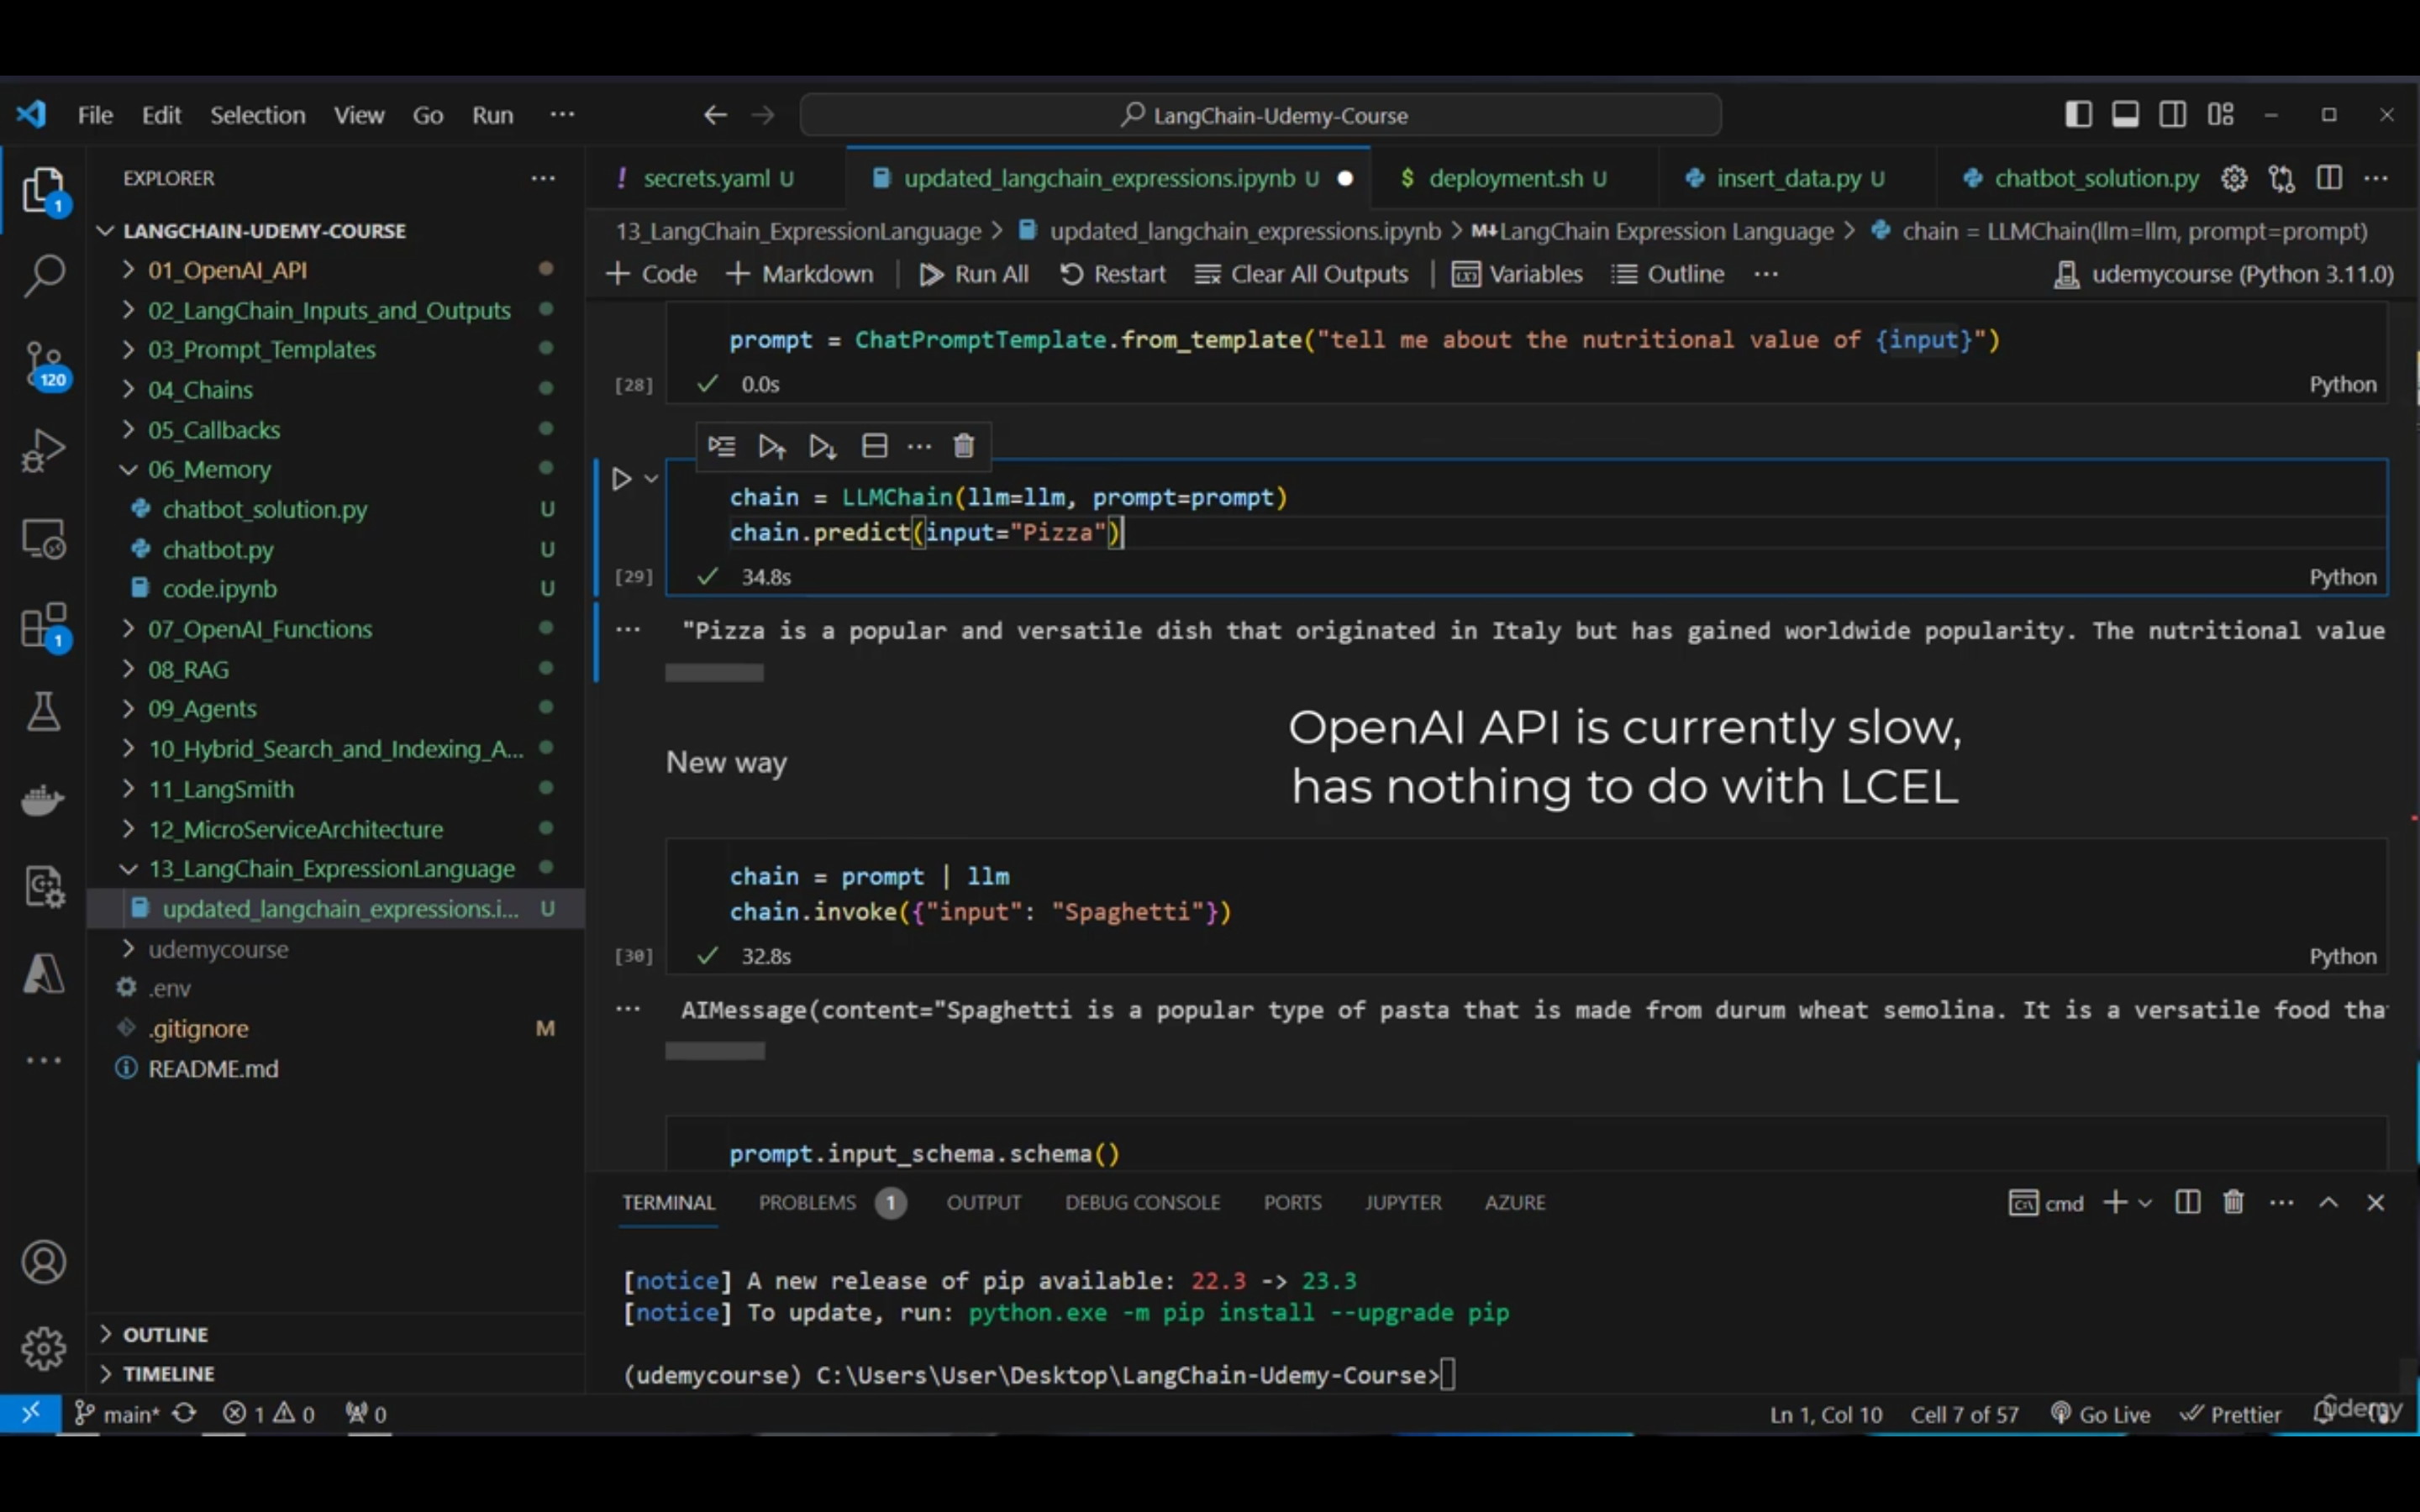 File Edit Selection View Go Run ··· LangChain-Udemy-Course
EXPLORER ···
LANGCHAIN-UDEMY-COURSE
01_OpenAI_API
02_LangChain_Inputs_and_Outputs
03_Prompt_Templates
04_Chains
05_Callbacks
06_Memory
chatbot_solution.py U
chatbot.py U
code.ipynb U
07_OpenAI_Functions
08_RAG
09_Agents
10_Hybrid_Search_and_Indexing_A...
11_LangSmith
12_MicroServiceArchitecture
13_LangChain_ExpressionLanguage
updated_langchain_expressions.i... U
udemycourse
.env
.gitignore M
README.md
OUTLINE
TIMELINE
1
120
1
! secrets.yaml U updated_langchain_expressions.ipynb U $ deployment.sh U insert_data.py U chatbot_solution.py ···
13_LangChain_ExpressionLanguage > updated_langchain_expressions.ipynb > M↓LangChain Expression Language > chain = LLMChain(llm=llm, prompt=prompt)
+ Code + Markdown | Run All Restart Clear All Outputs | Variables Outline ··· udemycourse (Python 3.11.0)
prompt = ChatPromptTemplate.from_template("tell me about the nutritional value of {input}")
[28] ✓ 0.0s Python
chain = LLMChain(llm=llm, prompt=prompt)
chain.predict(input="Pizza")
[29] ✓ 34.8s Python
··· "Pizza is a popular and versatile dish that originated in Italy but has gained worldwide popularity. The nutritional value
New way
OpenAI API is currently slow,
has nothing to do with LCEL
chain = prompt | llm
chain.invoke({"input": "Spaghetti"})
[30] ✓ 32.8s Python
··· AIMessage(content="Spaghetti is a popular type of pasta that is made from durum wheat semolina. It is a versatile food tha
prompt.input_schema.schema()
TERMINAL PROBLEMS 1 OUTPUT DEBUG CONSOLE PORTS JUPYTER AZURE cmd
[notice] A new release of pip available: 22.3 -> 23.3
[notice] To update, run: python.exe -m pip install --upgrade pip
(udemycourse) C:\Users\User\Desktop\LangChain-Udemy-Course>
main* 1 0 0 Ln 1, Col 10 Cell 7 of 57 Go Live Prettier ûdemy